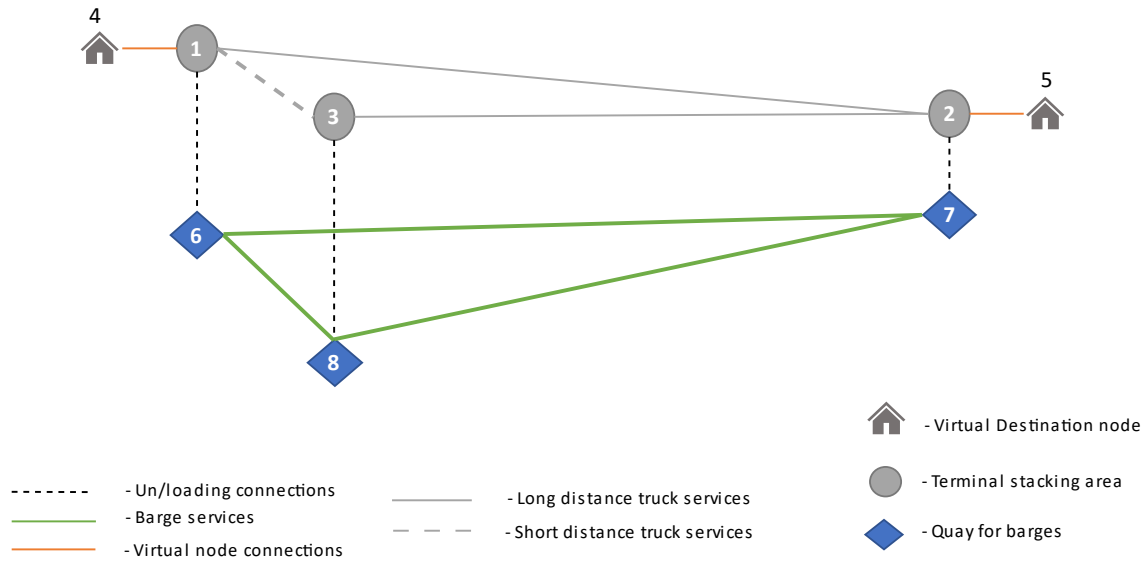 4
1
5
3
2
6
7
8
- Virtual Destination node
- Terminal stacking area
- Un/loading connections
- Long distance truck services
- Barge services
- Short distance truck services
- Quay for barges
- Virtual node connections